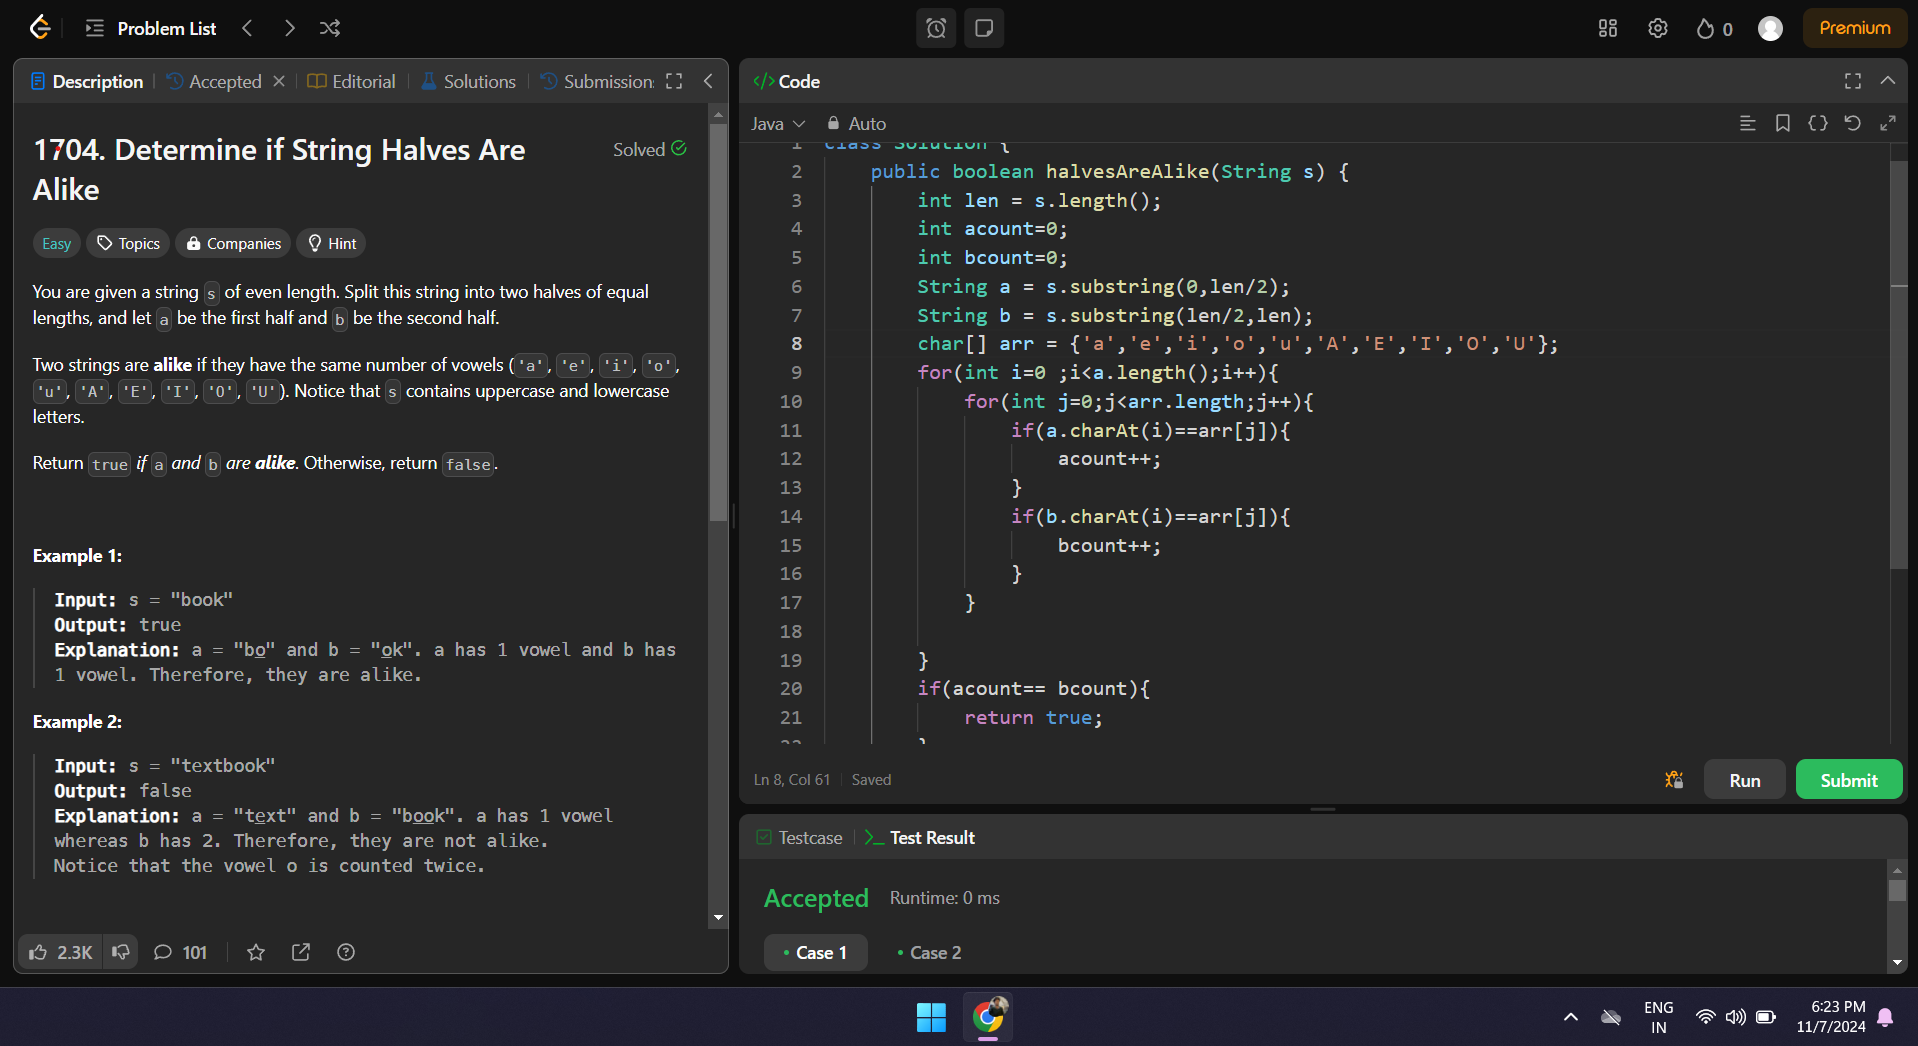 Problem List
0
Premium
Description
Accepted
Editorial
Solutions
Submission
1704. Determine if String Halves Are
Alike
Solved
Easy
Topics
Companies
Hint
You are given a string s of even length. Split this string into two halves of equal
lengths, and let a be the first half and b be the second half.
Two strings are alike if they have the same number of vowels ('a', 'e', 'i', 'o',
'u', 'A', 'E', 'I', 'O', 'U'). Notice that s contains uppercase and lowercase
letters.
Return true if a and b are alike. Otherwise, return false.
Example 1:
Input: s = "book"
Output: true
Explanation: a = "bo" and b = "ok". a has 1 vowel and b has
1 vowel. Therefore, they are alike.
Example 2:
Input: s = "textbook"
Output: false
Explanation: a = "text" and b = "book". a has 1 vowel
whereas b has 2. Therefore, they are not alike.
Notice that the vowel o is counted twice.
2.3K
101
</> Code
Java
Auto
1 class Solution {
2 public boolean halvesAreAlike(String s) {
3 int len = s.length();
4 int acount=0;
5 int bcount=0;
6 String a = s.substring(0,len/2);
7 String b = s.substring(len/2,len);
8 char[] arr = {'a','e','i','o','u','A','E','I','O','U'};
9 for(int i=0 ;i<a.length();i++){
10 for(int j=0;j<arr.length;j++){
11 if(a.charAt(i)==arr[j]){
12 acount++;
13 }
14 if(b.charAt(i)==arr[j]){
15 bcount++;
16 }
17 }
18
19 }
20 if(acount== bcount){
21 return true;
22 }
Ln 8, Col 61
Saved
Run
Submit
Testcase
>_ Test Result
Accepted
Runtime: 0 ms
Case 1
Case 2
ENG
IN
6:23 PM
11/7/2024